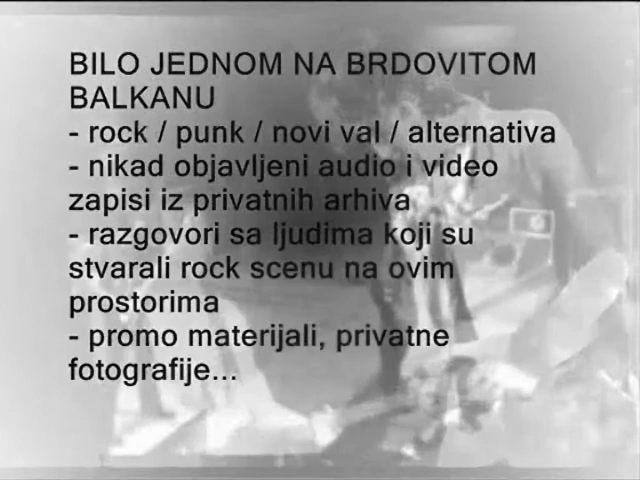 BILO JEDNOM NA BRDOVITOM
BALKANU
- rock / punk / novi val / alternativa
- nikad objavljeni audio i video
zapisi iz privatnih arhiva
- razgovori sa ljudima koji su
stvarali rock scenu na ovim
prostorima
- promo materijali, privatne
fotografije...